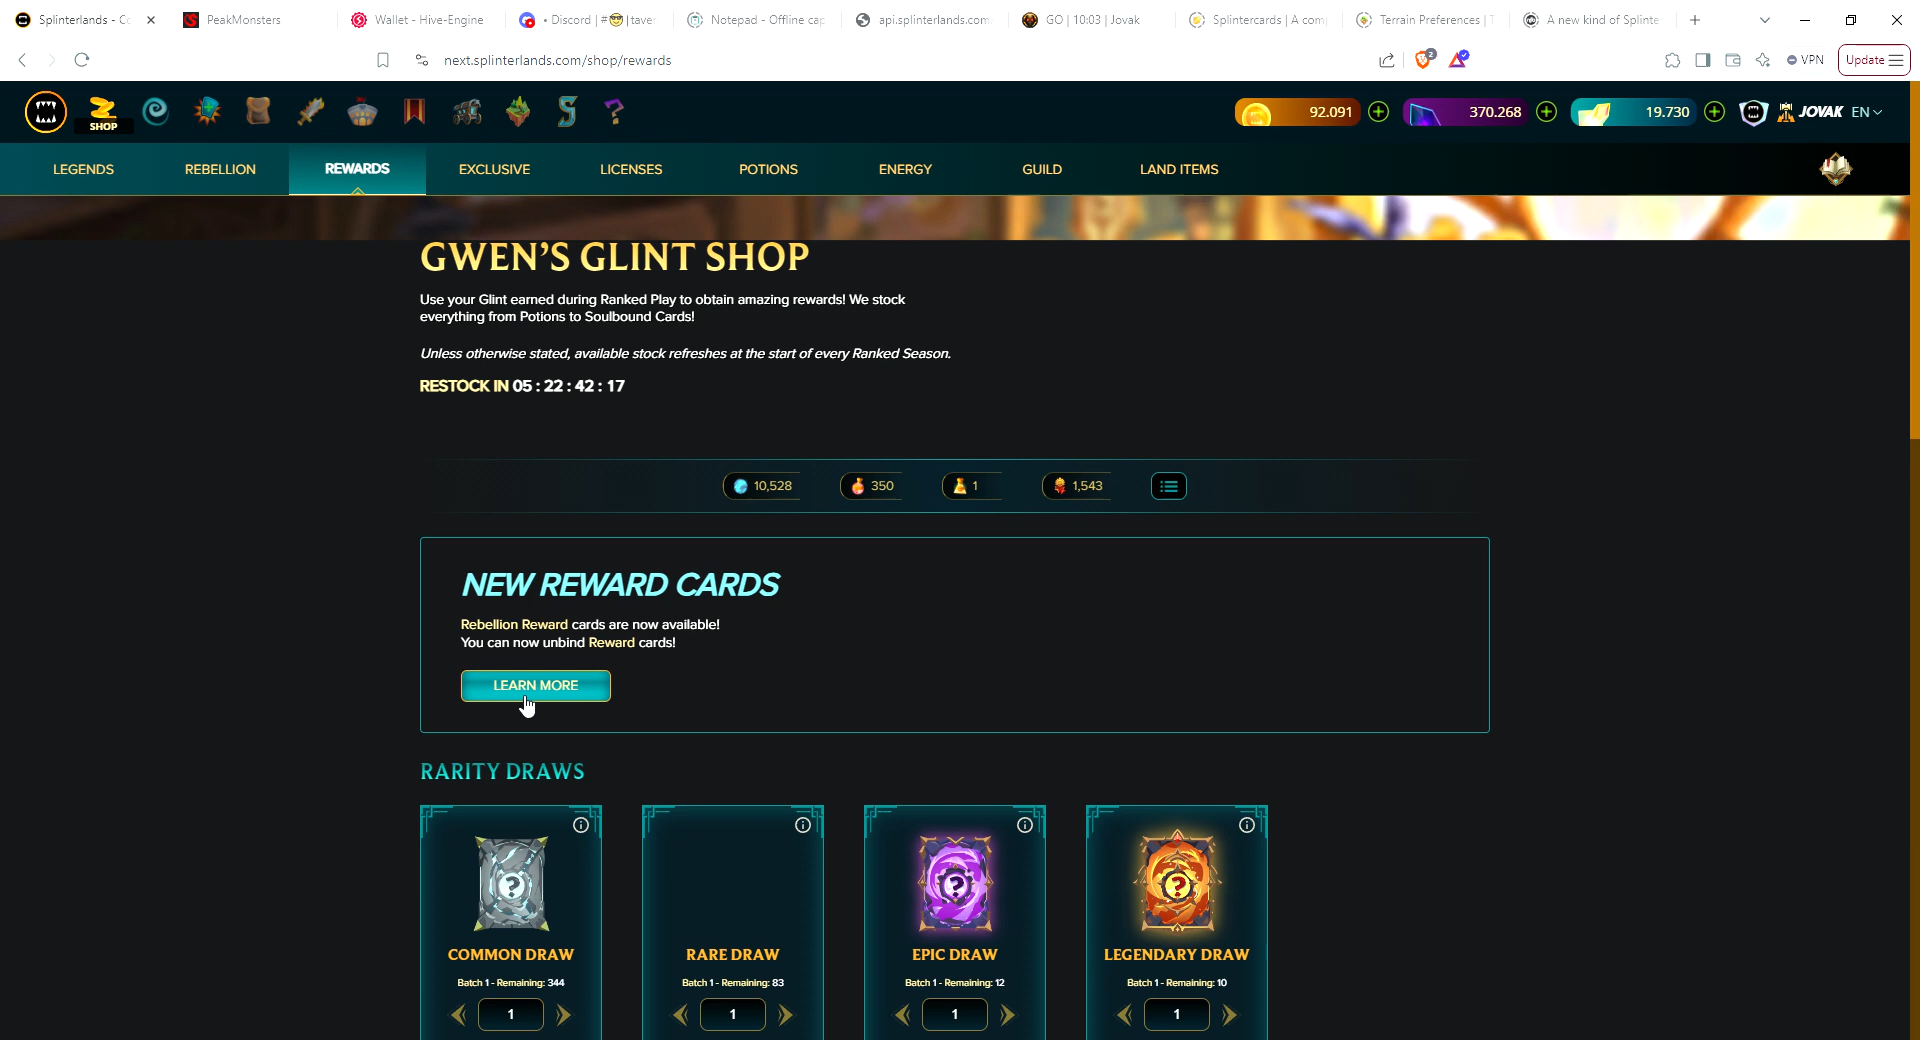 Splinterlands - Co
PeakMonsters
Wallet - Hive-Engine
• Discord | #😎|tave
Notepad - Offline cap
api.splinterlands.com
GO | 10:03 | Jovak
Splintercards | A com
Terrain Preferences |
A new kind of Splinte
next.splinterlands.com/shop/rewards
2
VPN
Update
SHOP
92.091
370.268
19.730
JOVAK
EN
LEGENDS
REBELLION
REWARDS
EXCLUSIVE
LICENSES
POTIONS
ENERGY
GUILD
LAND ITEMS
GWEN'S GLINT SHOP
Use your Glint earned during Ranked Play to obtain amazing rewards! We stock
everything from Potions to Soulbound Cards!
Unless otherwise stated, available stock refreshes at the start of every Ranked Season.
RESTOCK IN 05 : 22 : 42 : 17
10,528
350
1
1,543
NEW REWARD CARDS
Rebellion Reward cards are now available!
You can now unbind Reward cards!
LEARN MORE
RARITY DRAWS
?
COMMON DRAW
Batch 1 - Remaining: 344
1
RARE DRAW
Batch 1 - Remaining: 83
1
?
EPIC DRAW
Batch 1 - Remaining: 12
1
?
LEGENDARY DRAW
Batch 1 - Remaining: 10
1